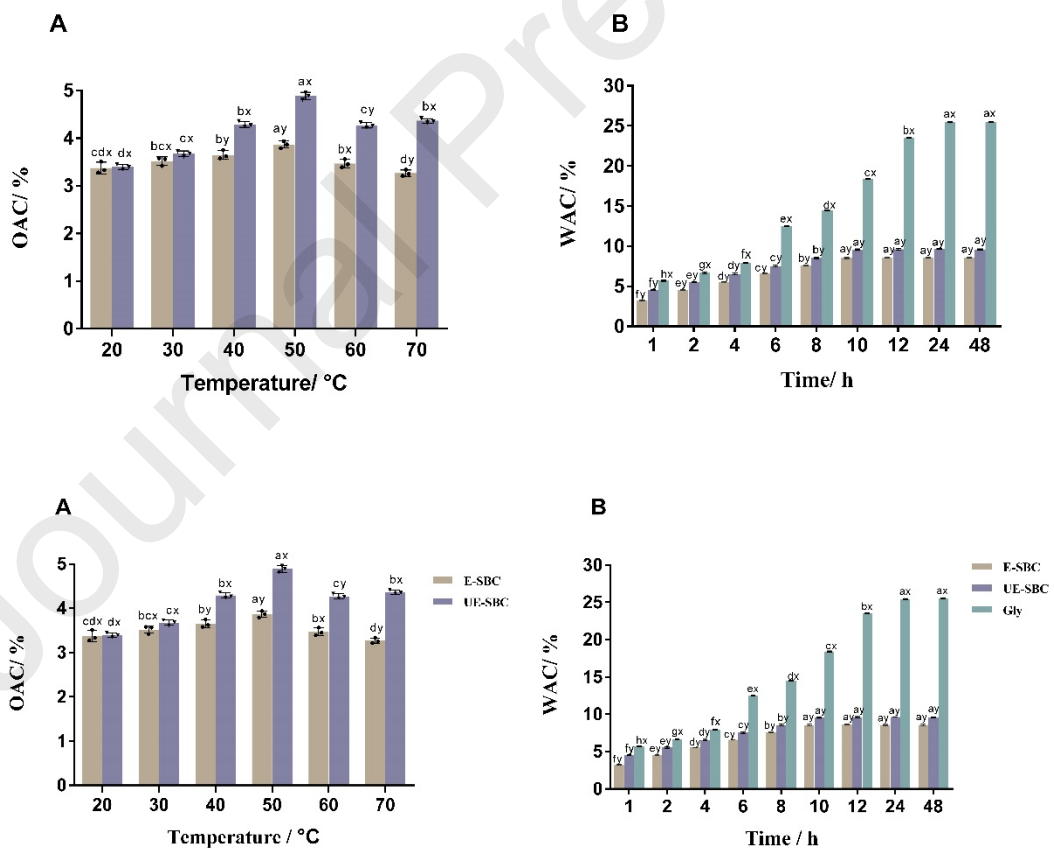 A
B
OAC/ %
5
4
3
2
1
0
cdx dx bcx cx by bx ay ax bx cy dy bx
20 30 40 50 60 70
Temperature/ °C
WAC/ %
30
25
20
15
10
5
0
fy fy hx ey ey gx dy dy fx cy cy ex by by dx ay ay cx ay ay bx ay ay ax ay ay ax
1 2 4 6 8 10 12 24 48
Time/ h
A
B
OAC/ %
5
4
3
2
1
0
cdx dx bcx cx by bx ay ax bx cy dy bx
20 30 40 50 60 70
Temperature / °C
E-SBC
UE-SBC
WAC/ %
30
25
20
15
10
5
0
fy fy hx ey ey gx dy dy fx cy cy ex by by dx ay ay cx ay ay bx ay ay ax ay ay ax
1 2 4 6 8 10 12 24 48
Time / h
E-SBC
UE-SBC
Gly
Journal Pre